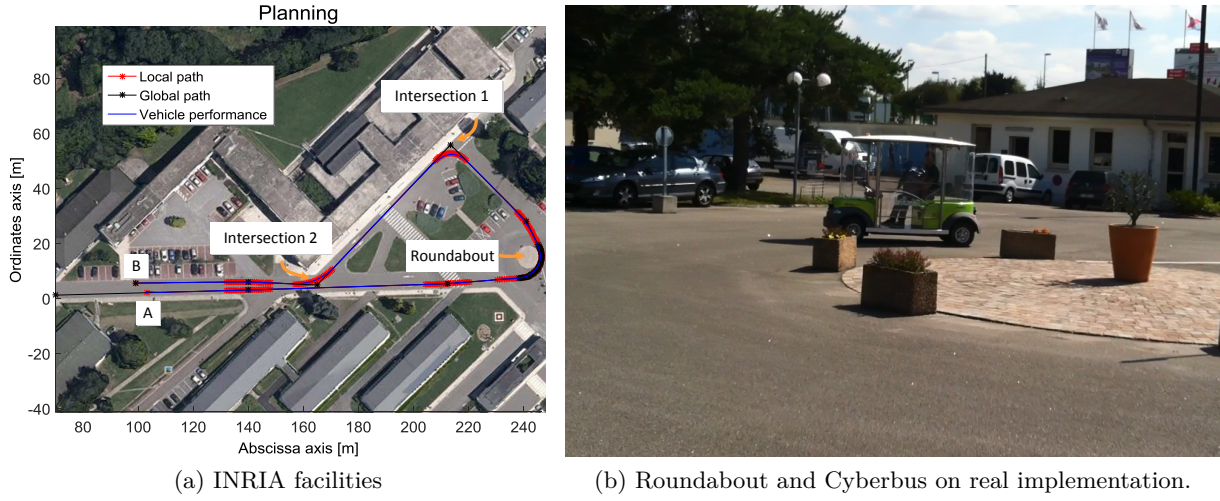 Planning
Local path
Global path
Vehicle performance
Intersection 1
Intersection 2
Roundabout
B
A
80
60
40
20
0
-20
-40
80 100 120 140 160 180 200 220 240
Ordinates axis [m]
Abscissa axis [m]
(a) INRIA facilities
(b) Roundabout and Cyberbus on real implementation.